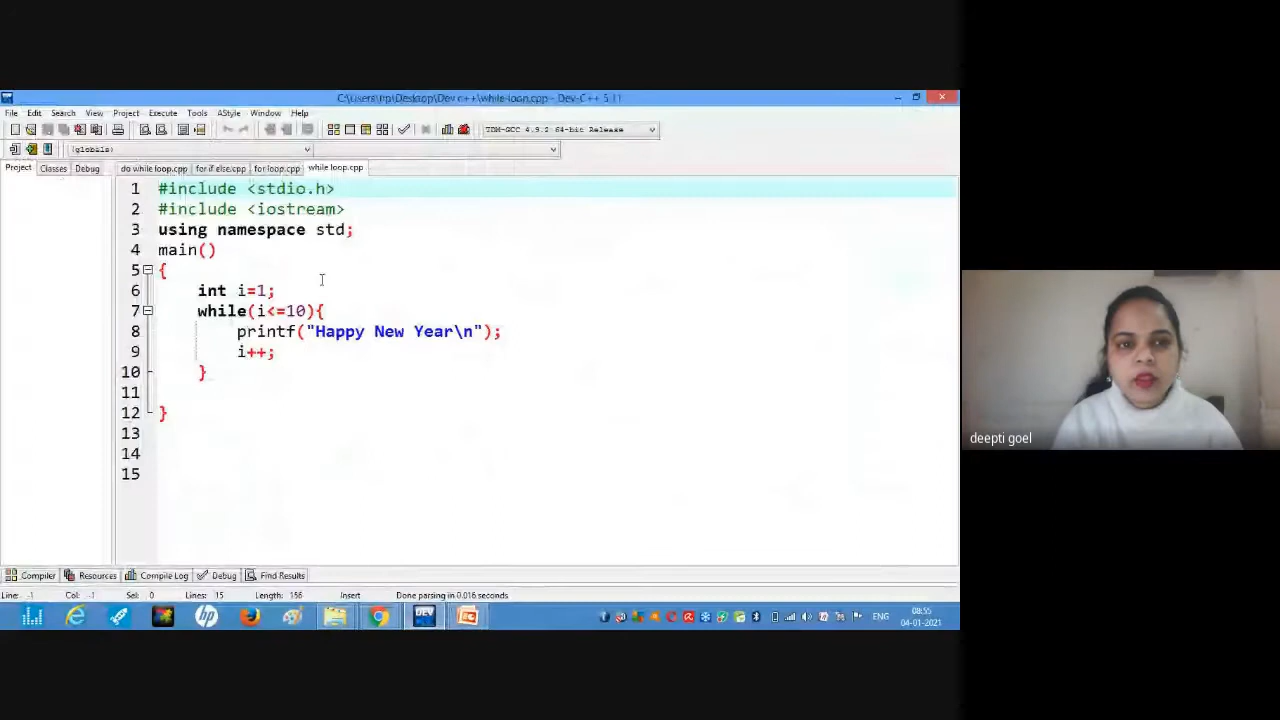 C:\Users\hp\Desktop\Dev c++\while loop.cpp - Dev-C++ 5.11
File Edit Search View Project Execute Tools AStyle Window Help
TDM-GCC 4.9.2 64-bit Release
(globals)
Project Classes Debug
do while loop.cpp for if else.cpp for loop.cpp while loop.cpp
1 #include <stdio.h>
2 #include <iostream>
3 using namespace std;
4 main()
5 {
6 int i=1;
7 while(i<=10){
8 printf("Happy New Year\n");
9 i++;
10 }
11
12 }
13
14
15
deepti goel
Compiler Resources Compile Log Debug Find Results
Line: -1 Col: -1 Sel: 0 Lines: 15 Length: 156 Insert Done parsing in 0.016 seconds
hp DEV ENG 08:55
04-01-2021